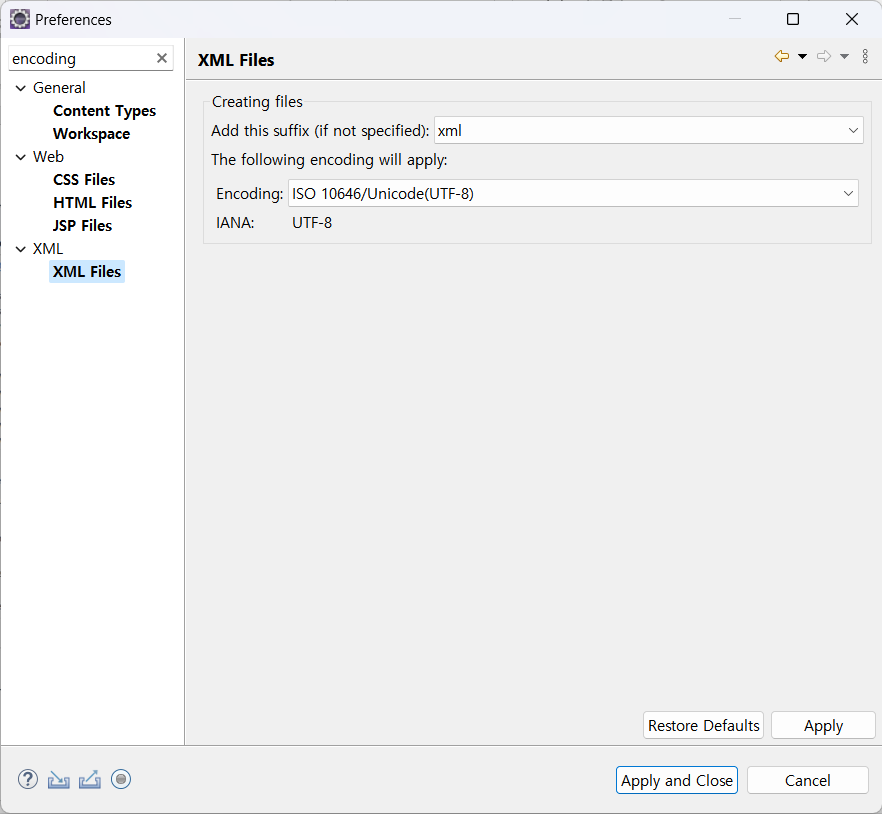 Preferences
encoding
General
Content Types
Workspace
Web
CSS Files
HTML Files
JSP Files
XML
XML Files
XML Files
Creating files
Add this suffix (if not specified): xml
The following encoding will apply:
Encoding: ISO 10646/Unicode(UTF-8)
IANA: UTF-8
Restore Defaults Apply
Apply and Close Cancel